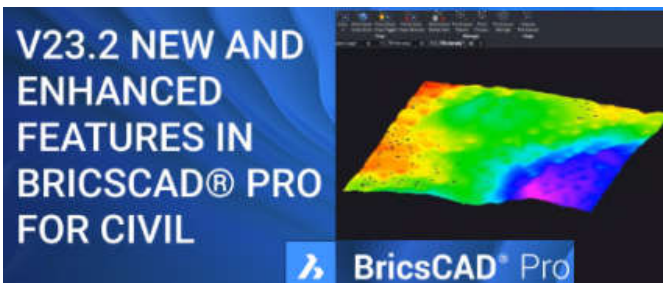 V23.2 NEW AND
ENHANCED
FEATURES IN
BRICSCAD® PRO
FOR CIVIL
BricsCAD® Pro